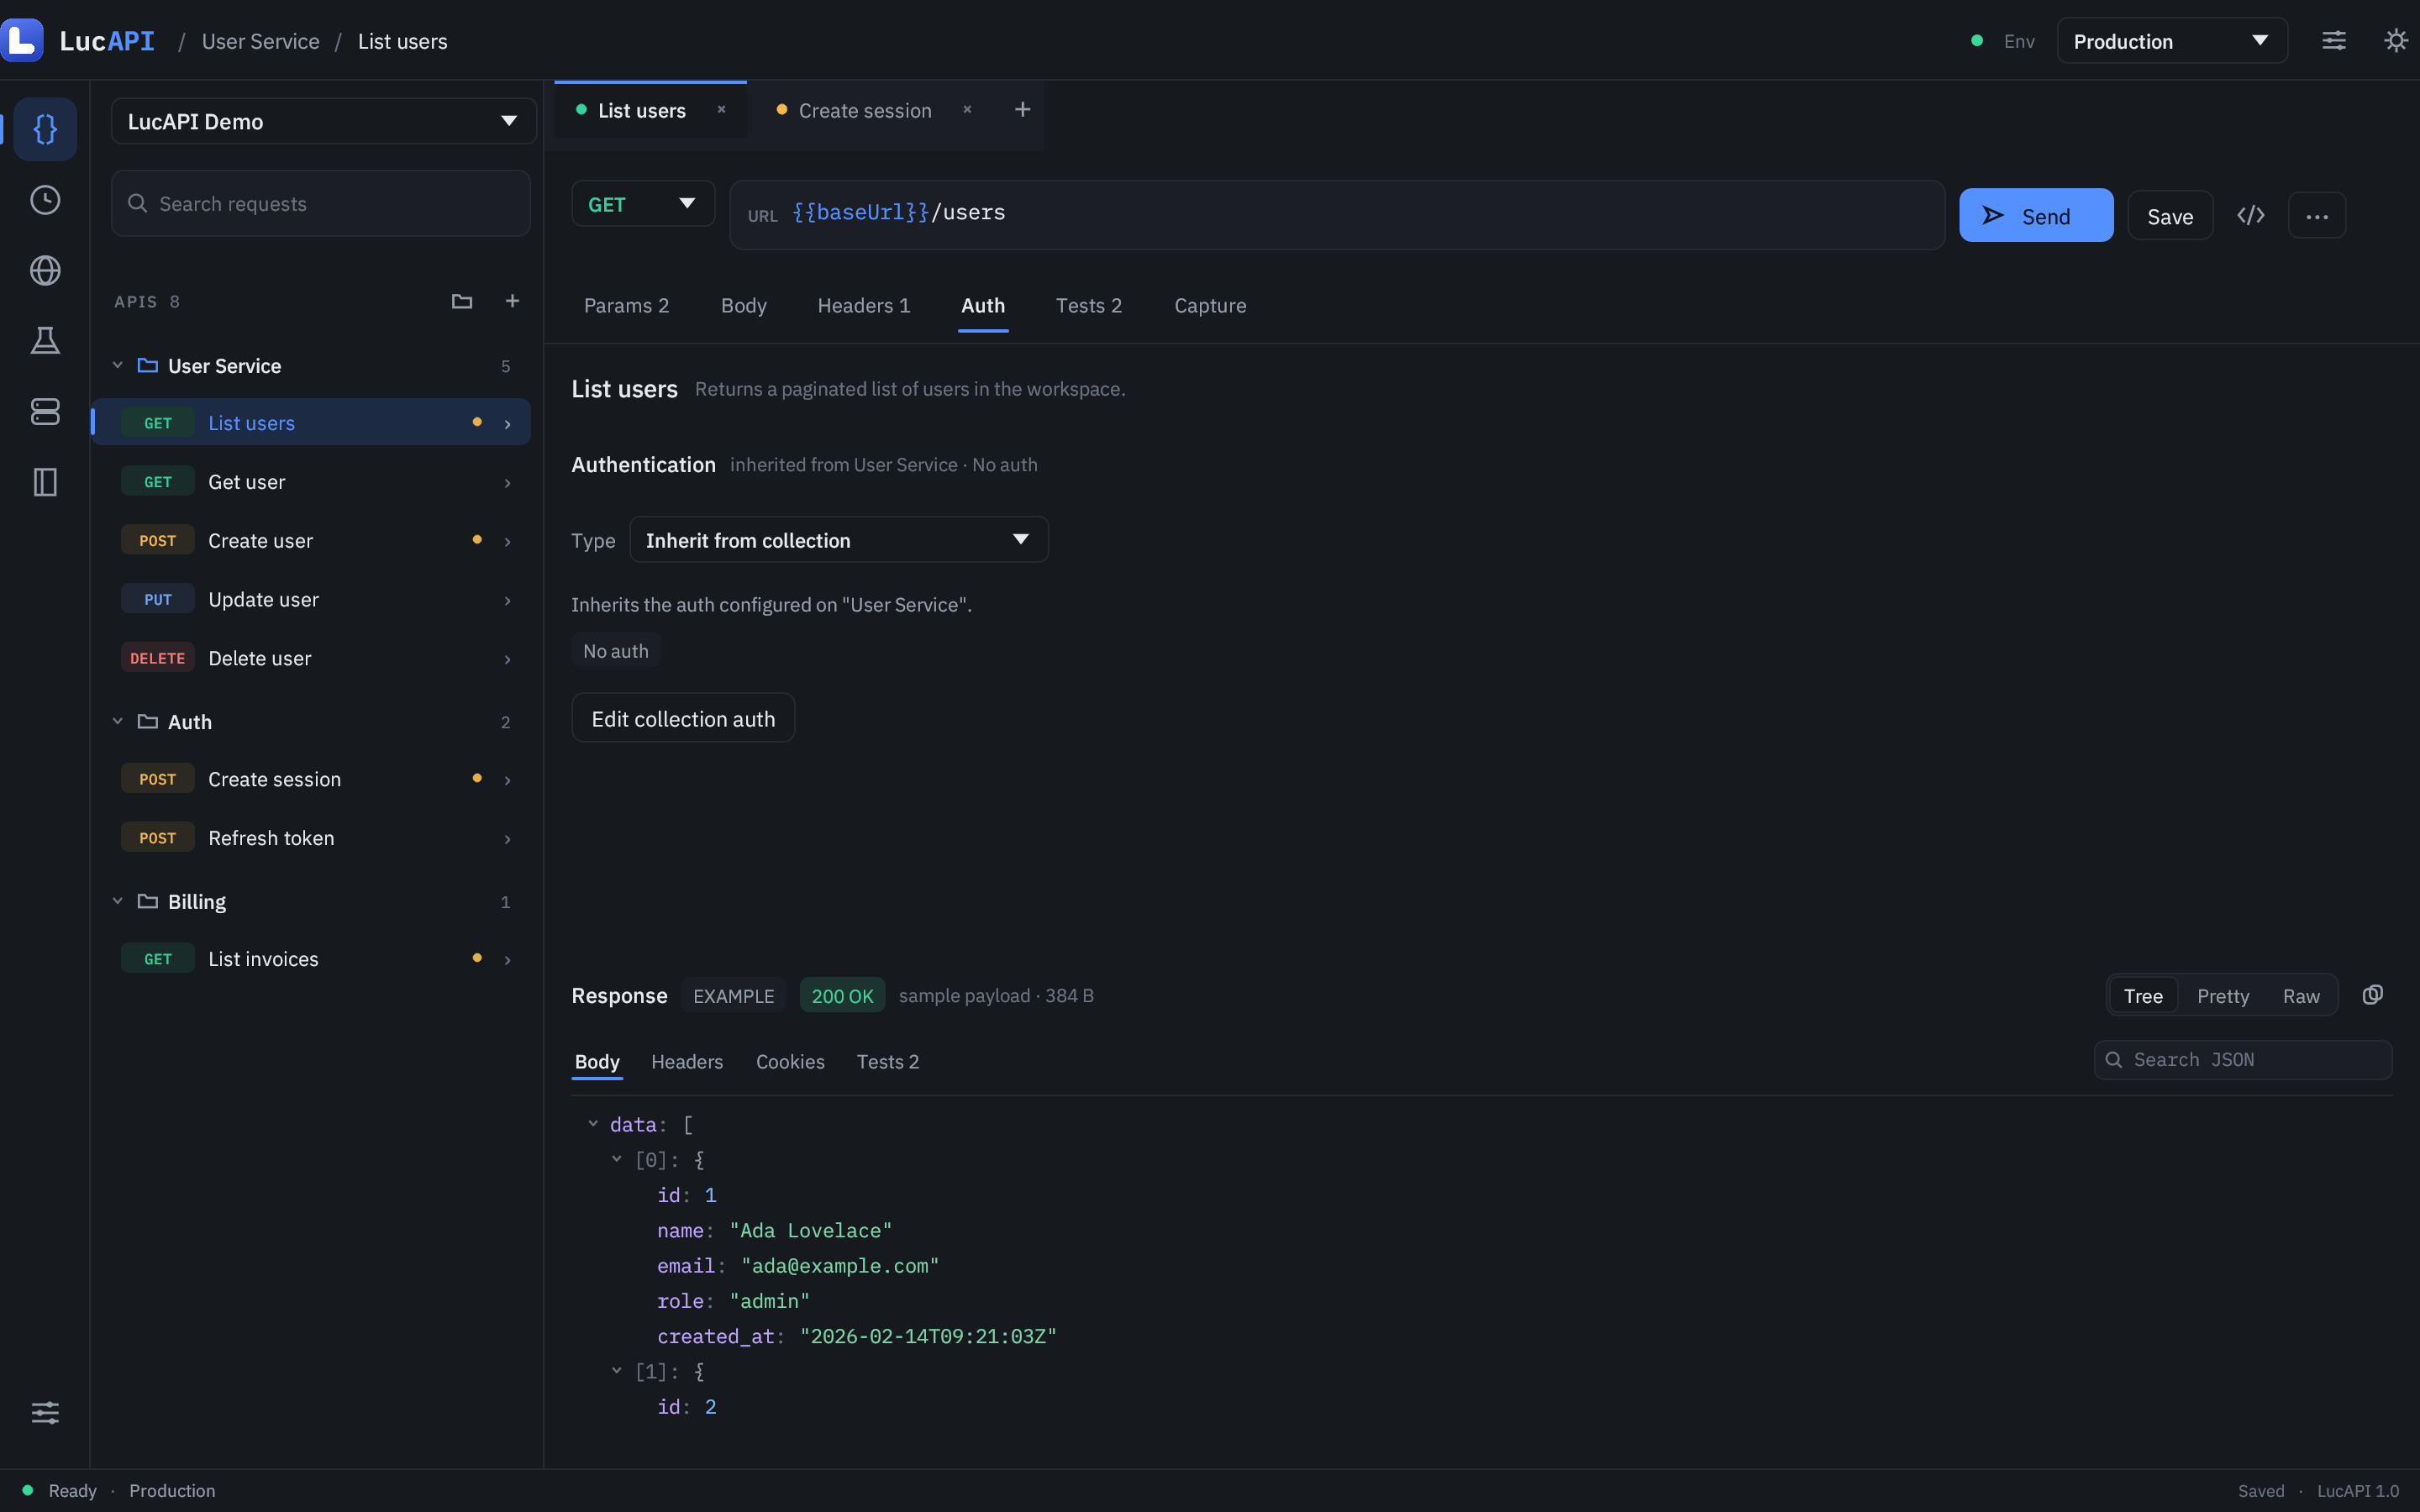 LucAPI / User Service / List users
Env Production
LucAPI Demo
Search requests
APIS 8
User Service 5
GET List users
GET Get user
POST Create user
PUT Update user
DELETE Delete user
Auth 2
POST Create session
POST Refresh token
Billing 1
GET List invoices
List users × Create session × +
GET
URL {{baseUrl}}/users
Send Save </> ...
Params 2 Body Headers 1 Auth Tests 2 Capture
List users Returns a paginated list of users in the workspace.
Authentication inherited from User Service · No auth
Type Inherit from collection
Inherits the auth configured on "User Service".
No auth
Edit collection auth
Response EXAMPLE 200 OK sample payload · 384 B
Tree Pretty Raw
Body Headers Cookies Tests 2
Search JSON
data: [
[0]: {
id: 1
name: "Ada Lovelace"
email: "ada@example.com"
role: "admin"
created_at: "2026-02-14T09:21:03Z"
[1]: {
id: 2
Ready · Production
Saved · LucAPI 1.0